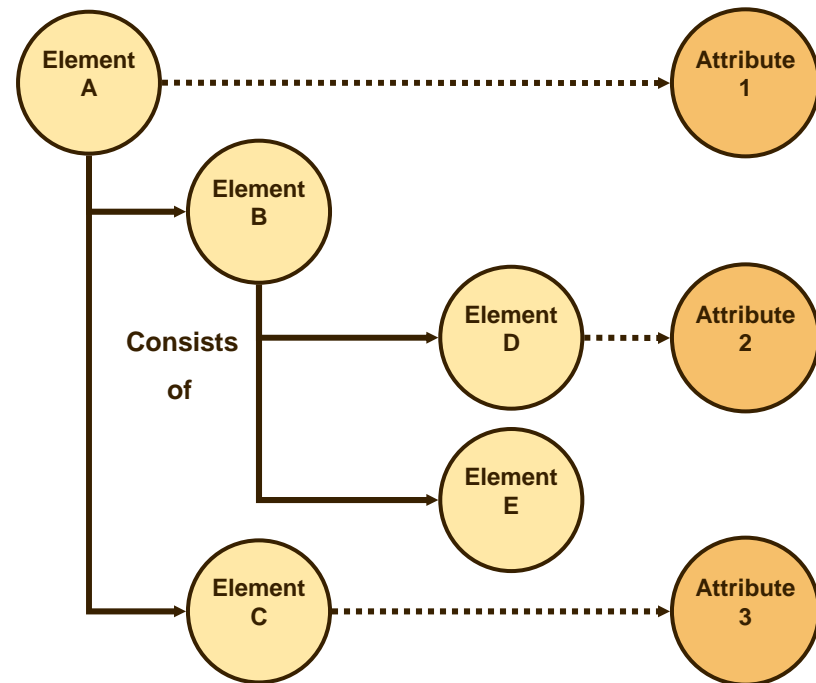 Element
A
Attribute
1
Element
B
Consists
of
Element
D
Attribute
2
Element
E
Element
C
Attribute
3